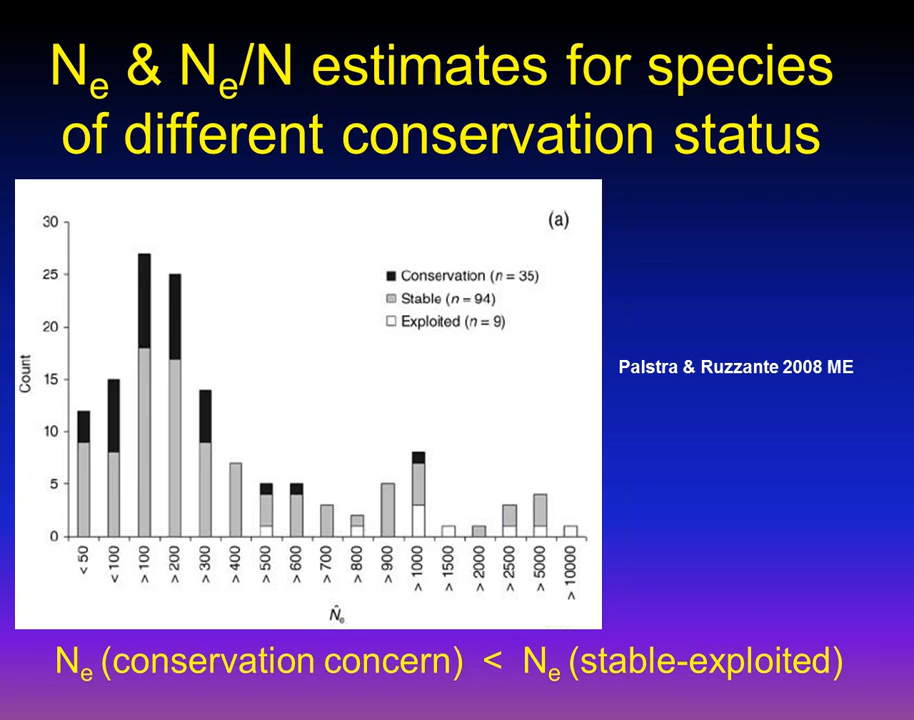 Ne & Ne/N estimates for species
of different conservation status
(a)
30
25
20
15
10
5
0
Count
Conservation (n = 35)
Stable (n = 94)
Exploited (n = 9)
< 50
< 100
> 100
> 200
> 300
> 400
> 500
> 600
> 700
> 800
> 900
> 1000
> 1500
> 2000
> 2500
> 5000
> 10000
N̂e
Palstra & Ruzzante 2008 ME
Ne (conservation concern) < Ne (stable-exploited)